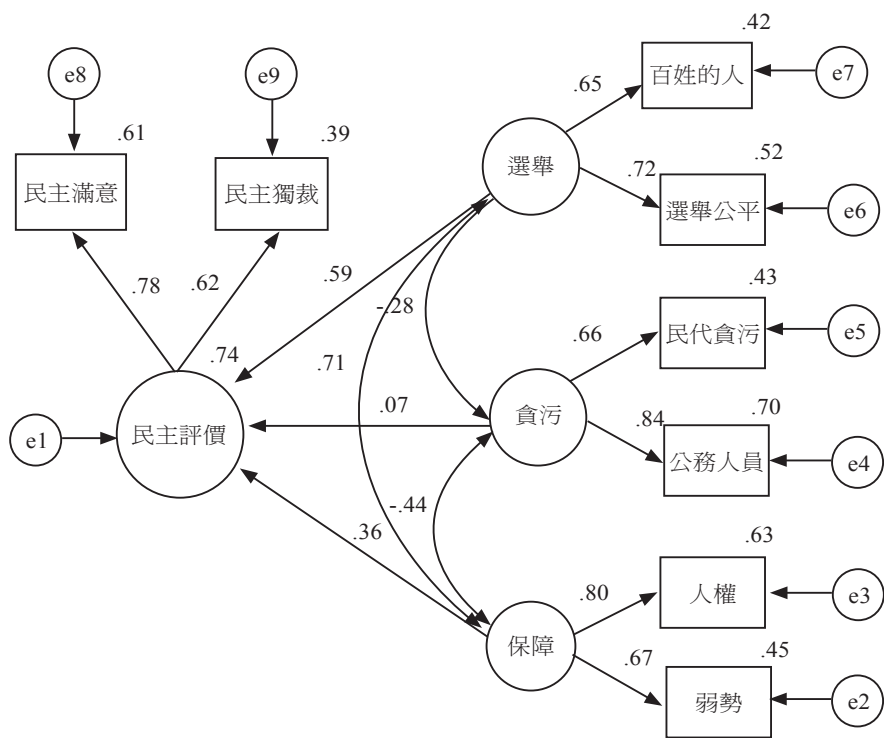 e8
e9
.61
.39
民主滿意
民主獨裁
.78
.62
.74
民主評價
e1
.59
-.28
.71
.07
-.44
.36
選舉
.65
.42
百姓的人
e7
.72
.52
選舉公平
e6
貪污
.66
.43
民代貪污
e5
.84
.70
公務人員
e4
保障
.80
.63
人權
e3
.67
.45
弱勢
e2